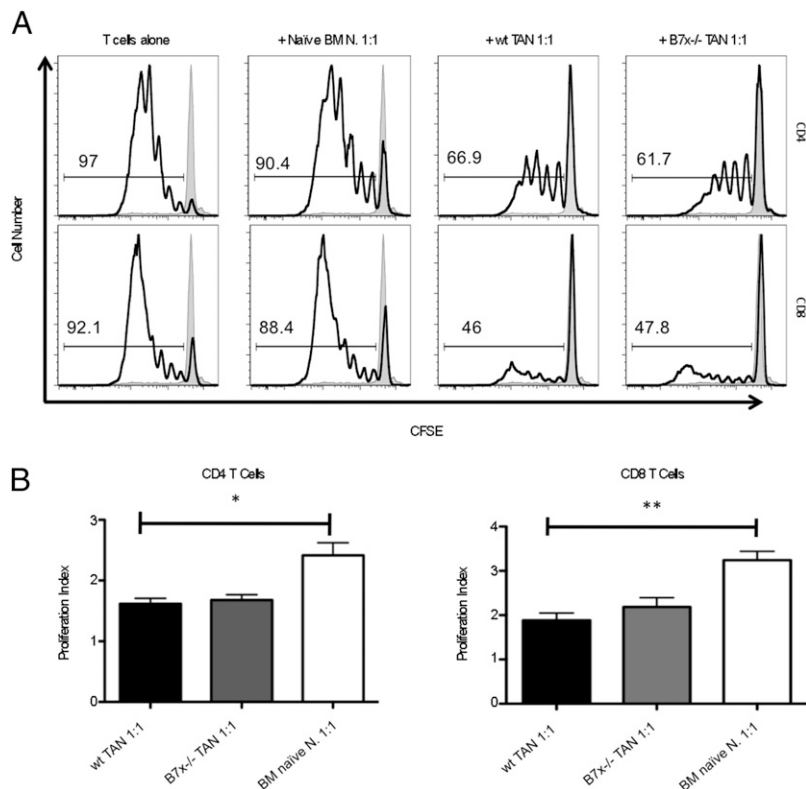 A
T cells alone
+ Naïve BM N. 1:1
+ wt TAN 1:1
+ B7x-/- TAN 1:1
97
90.4
66.9
61.7
CD4
Cell Number
92.1
88.4
46
47.8
CD8
CFSE
B
CD4 T Cells
CD8 T Cells
*
**
Proliferation Index
3
2
1
0
wt TAN 1:1
B7x-/- TAN 1:1
BM naïve N. 1:1
Proliferation Index
4
3
2
1
0
wt TAN 1:1
B7x-/- TAN 1:1
BM naïve N. 1:1